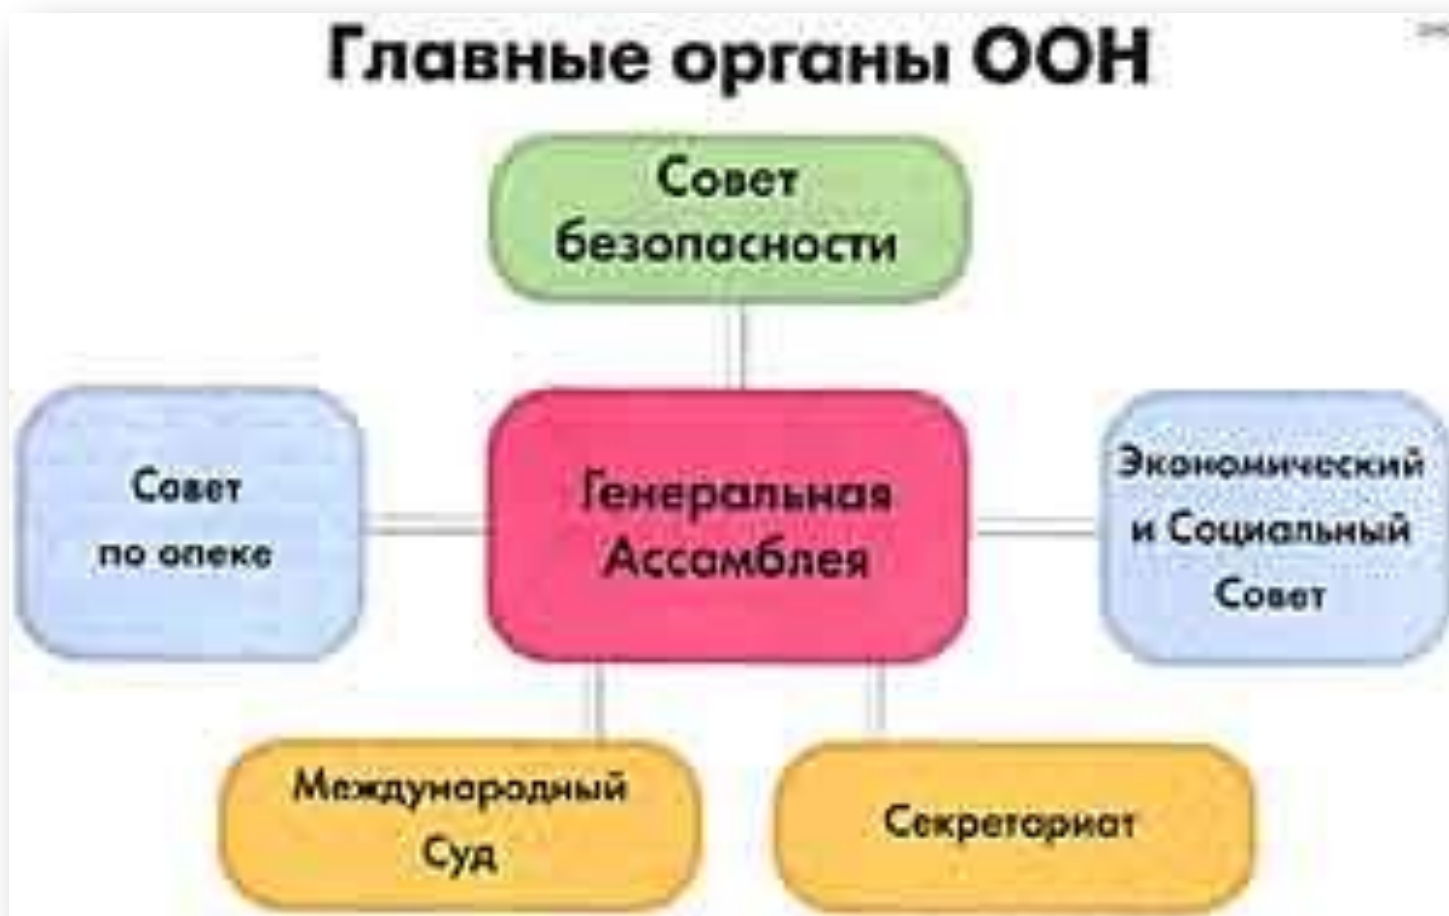 Главные органы ООН
Совет
безопасности
Совет
по опеке
Генеральная
Ассамблея
Экономический
и Социальный
Совет
Международный
Суд
Секретариат